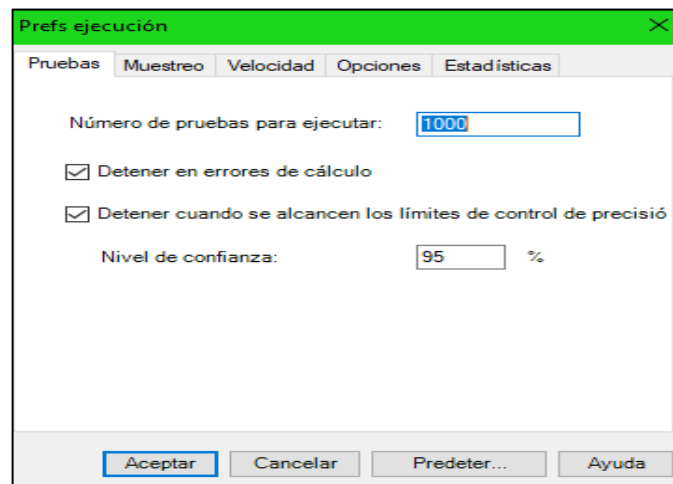 Prefs ejecución
Pruebas Muestreo Velocidad Opciones Estadísticas
Número de pruebas para ejecutar: 1000
Detener en errores de cálculo
Detener cuando se alcancen los límites de control de precisió
Nivel de confianza: 95 %
Aceptar Cancelar Predeter... Ayuda